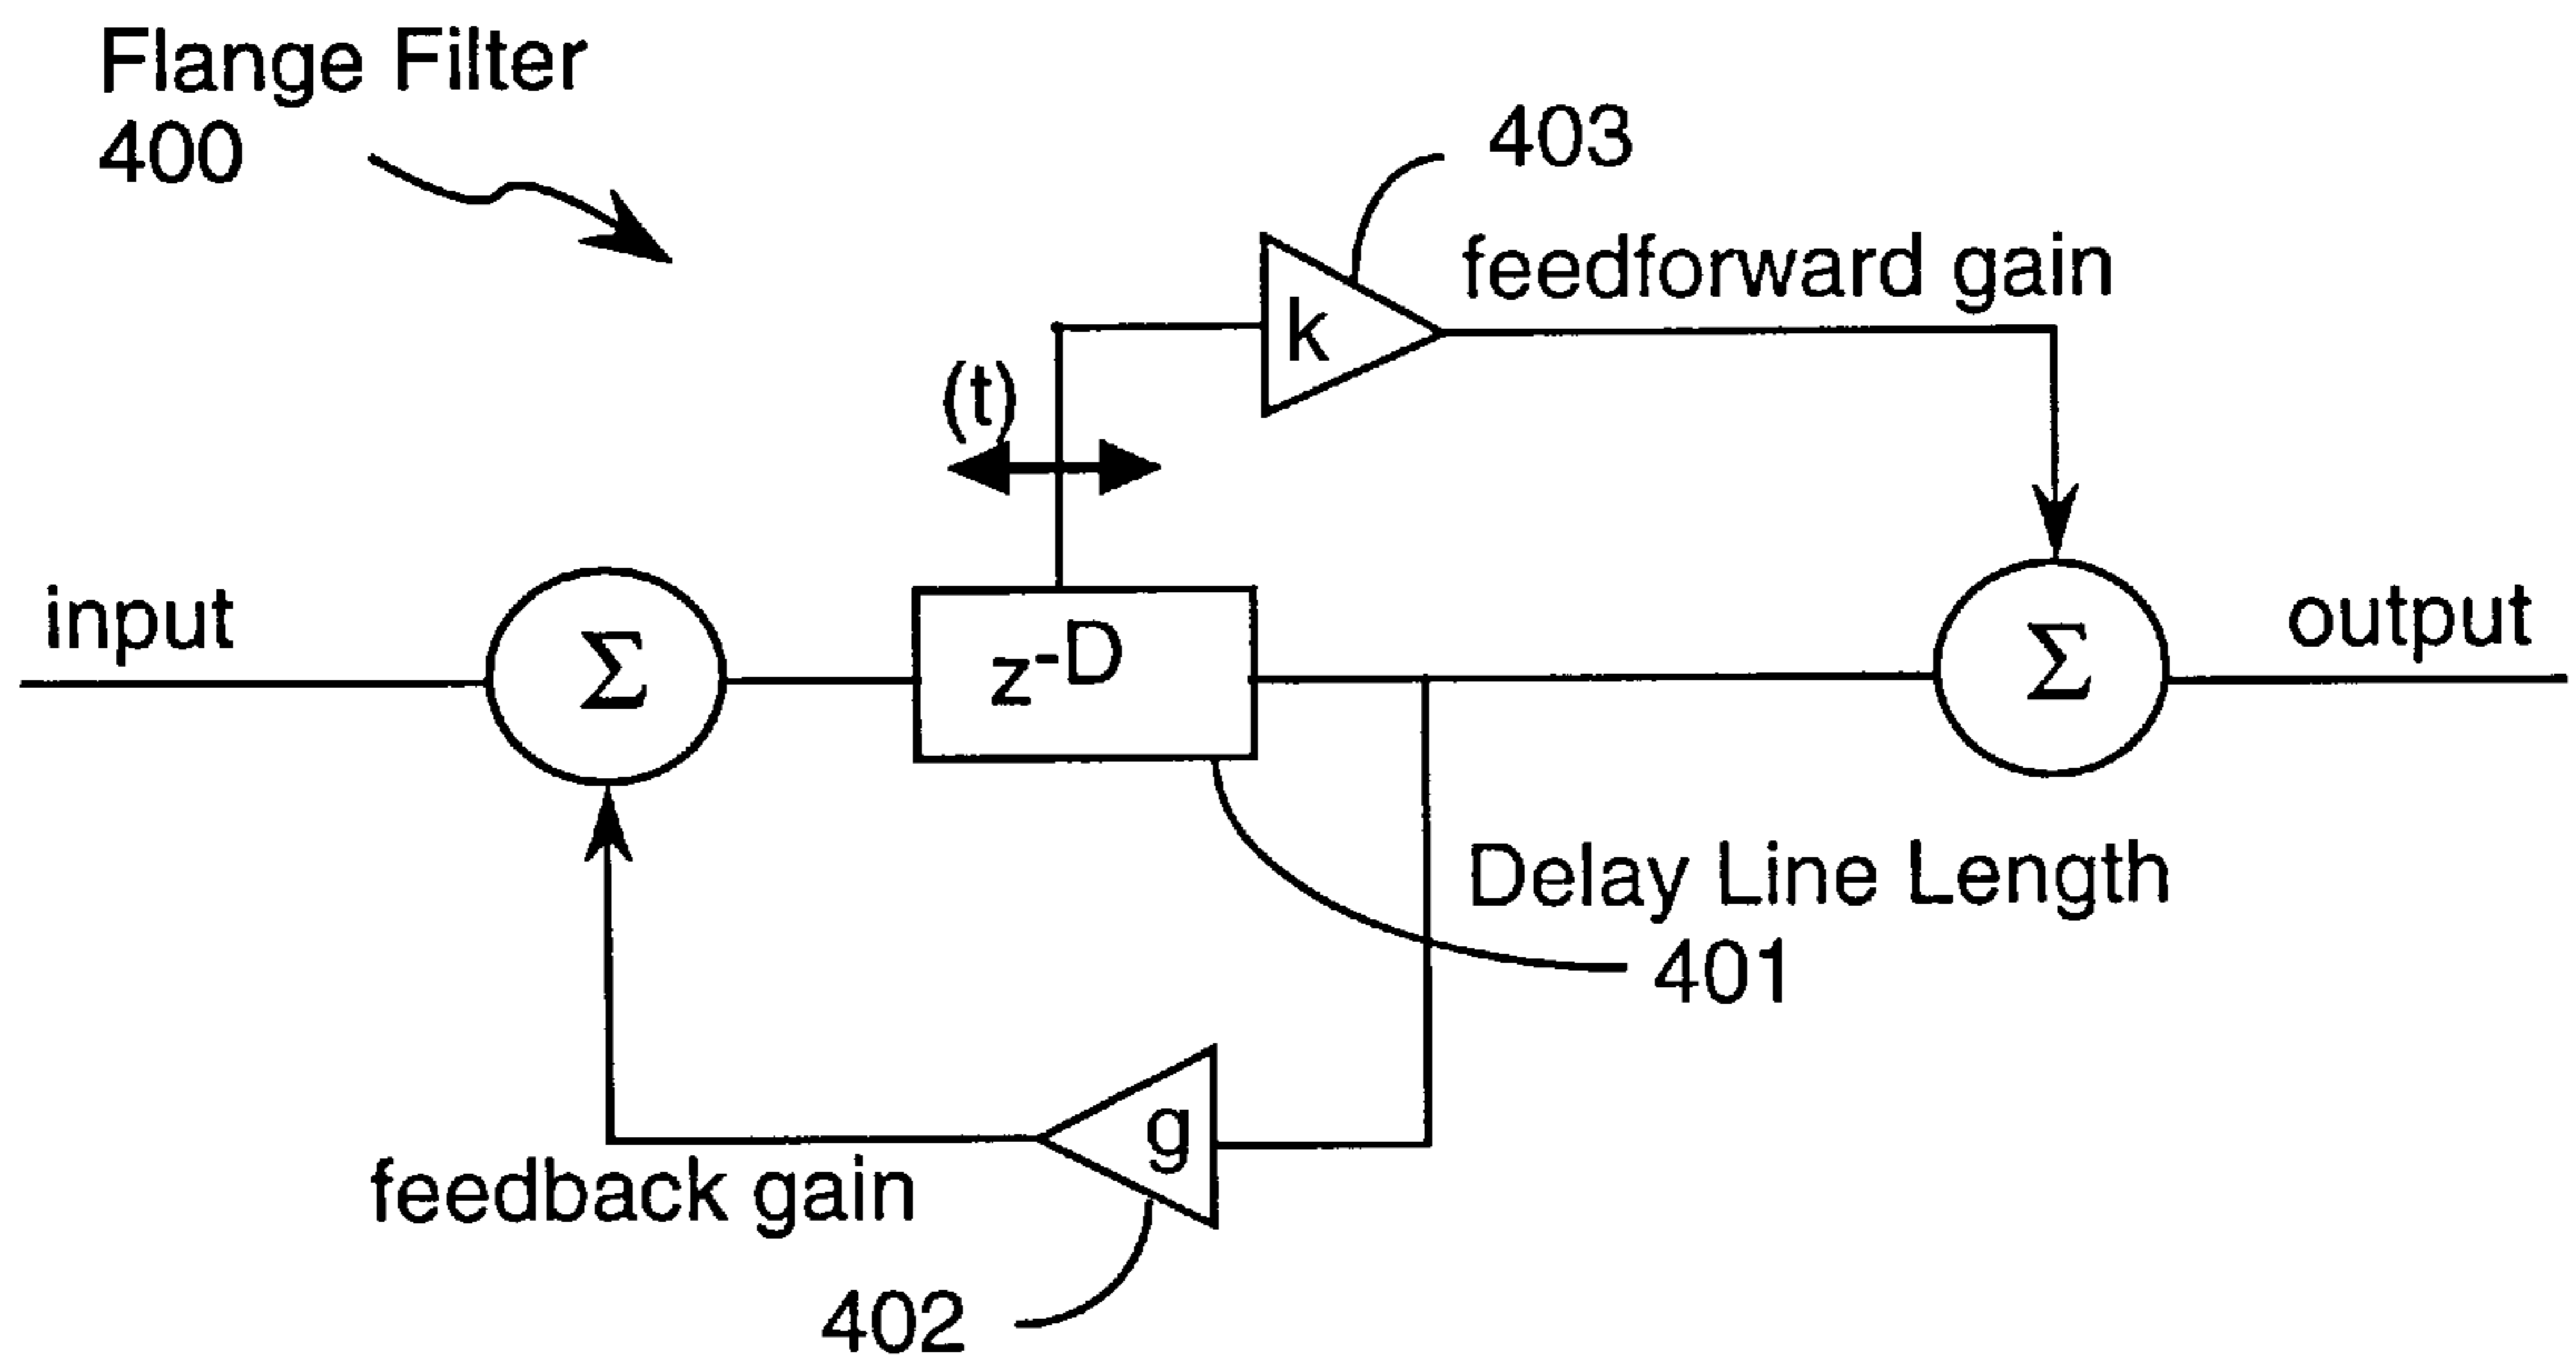 Flange Filter
400
403
feedforward gain
k
(t)
input
Σ
z-D
Σ
output
Delay Line Length
401
g
feedback gain
402